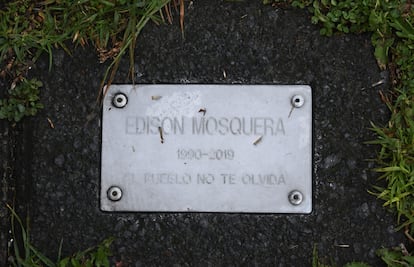 EDISON MOSQUERA
1990-2019
EL PUEBLO NO TE OLVIDA